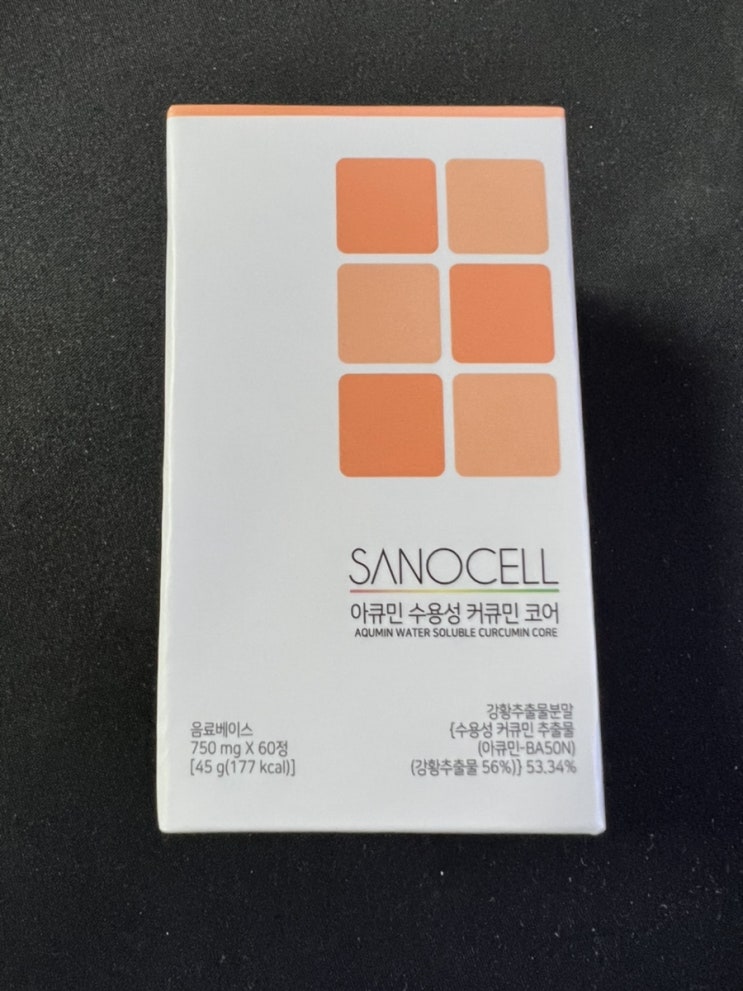 SANOCELL
아큐민 수용성 커큐민 코어
AQUMIN WATER SOLUBLE CURCUMIN CORE
음료베이스
750 mg X 60정
[45 g(177 kcal)]
강황추출물분말
{수용성 커큐민 추출물
(아큐민-BA50N)
(강황추출물 56%)} 53.34%